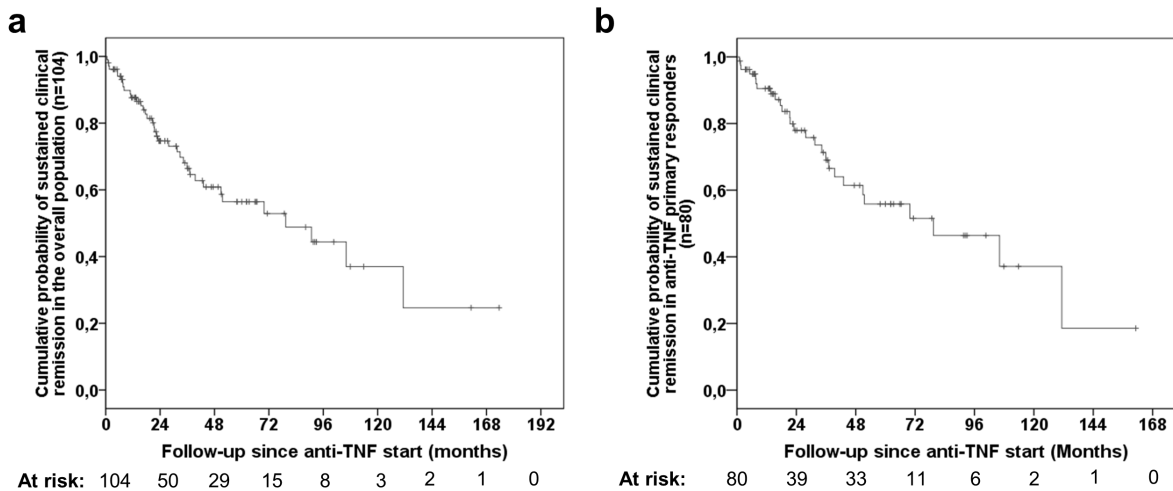 a
Cumulative probability of sustained clinical
remission in the overall population (n=104)
1,0
0,8
0,6
0,4
0,2
0,0
0 24 48 72 96 120 144 168 192
Follow-up since anti-TNF start (months)
At risk: 104 50 29 15 8 3 2 1 0
b
Cumulative probability of sustained clinical
remission in anti-TNF primary responders
(n=80)
1,0
0,8
0,6
0,4
0,2
0,0
0 24 48 72 96 120 144 168
Follow-up since anti-TNF start (Months)
At risk: 80 39 33 11 6 2 1 0